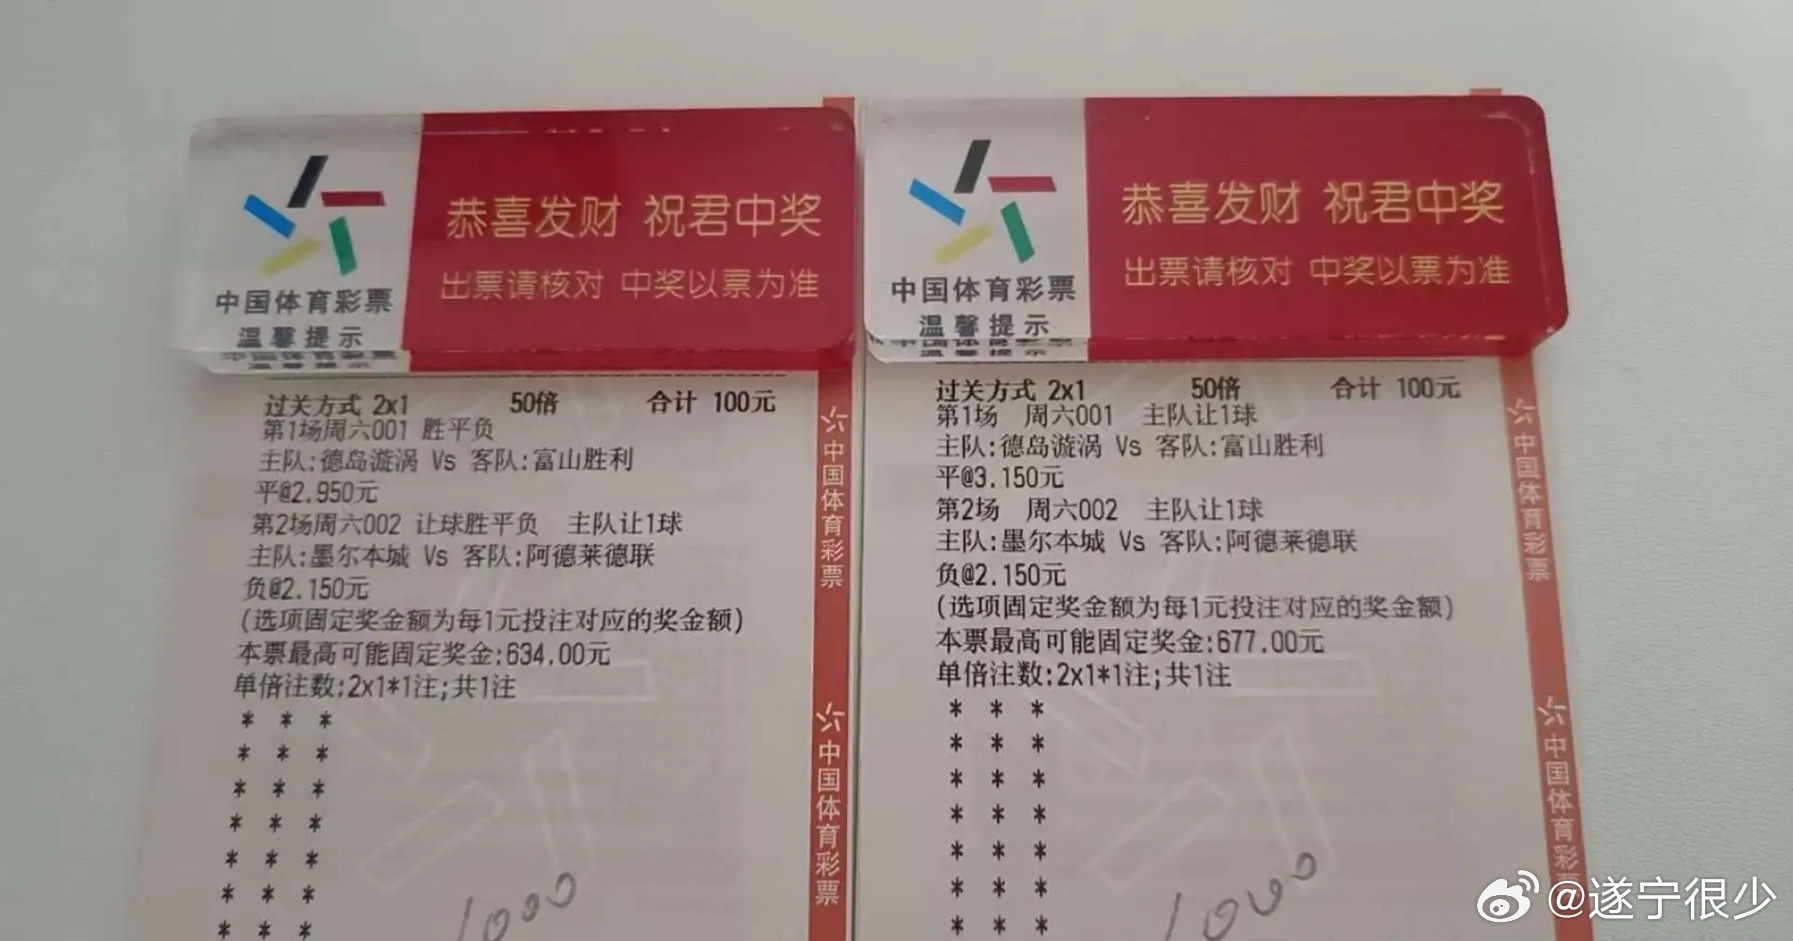 中国体育彩票
温馨提示
恭喜发财 祝君中奖
出票请核对 中奖以票为准
过关方式 2x1 50倍 合计 100元
第1场周六001 胜平负
主队:德岛漩涡 Vs 客队:富山胜利
平@2.950元
第2场周六002 让球胜平负 主队让1球
主队:墨尔本城 Vs 客队:阿德莱德联
负@2.150元
(选项固定奖金额为每1元投注对应的奖金额)
本票最高可能固定奖金:634.00元
单倍注数:2x1*1注;共1注
* * *
* * *
* * *
* * *
* * *
* * *
* * *
1000
中国体育彩票
中国体育彩票
中国体育彩票
温馨提示
恭喜发财 祝君中奖
出票请核对 中奖以票为准
过关方式 2x1 50倍 合计 100元
第1场 周六001 主队让1球
主队:德岛漩涡 Vs 客队:富山胜利
平@3.150元
第2场 周六002 主队让1球
主队:墨尔本城 Vs 客队:阿德莱德联
负@2.150元
(选项固定奖金额为每1元投注对应的奖金额)
本票最高可能固定奖金:677.00元
单倍注数:2x1*1注;共1注
* * *
* * *
* * *
* * *
* * *
* * *
* * *
1000
中国体育彩票
中国体育彩票
@遂宁很少